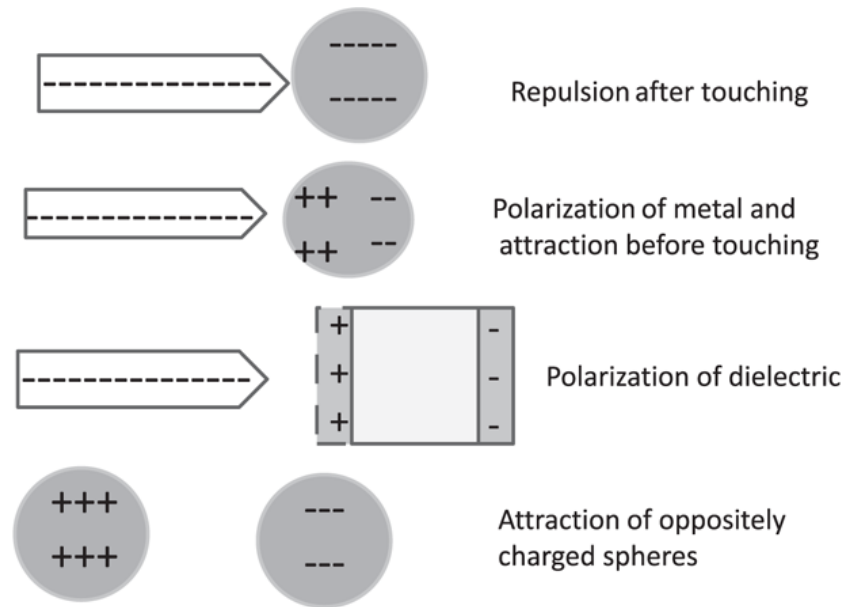 Repulsion after touching
Polarization of metal and
attraction before touching
Polarization of dielectric
Attraction of oppositely
charged spheres